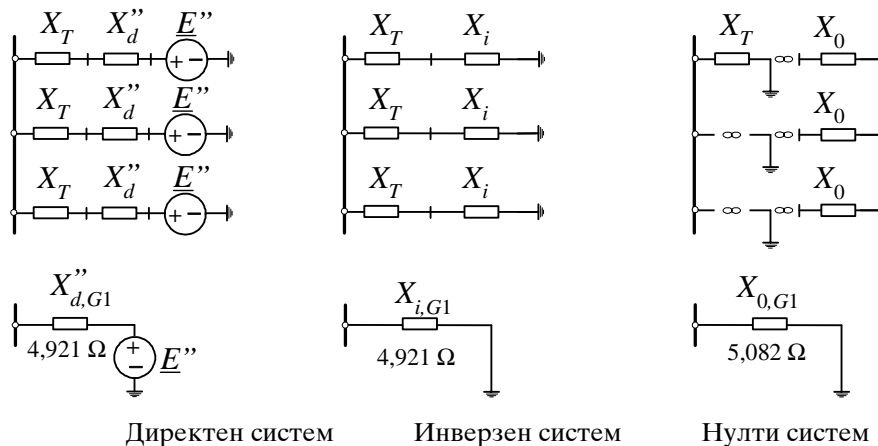 X_T X''_d E'' X_T X_i X_T X_0
+ −
X_T X''_d E'' X_T X_i X_0
+ −
X_T X''_d E'' X_T X_i X_0
+ −
X''_{d,G1} X_{i,G1} X_{0,G1}
4,921 Ω + − E'' 4,921 Ω 5,082 Ω
Директен систем Инверзен систем Нулти систем